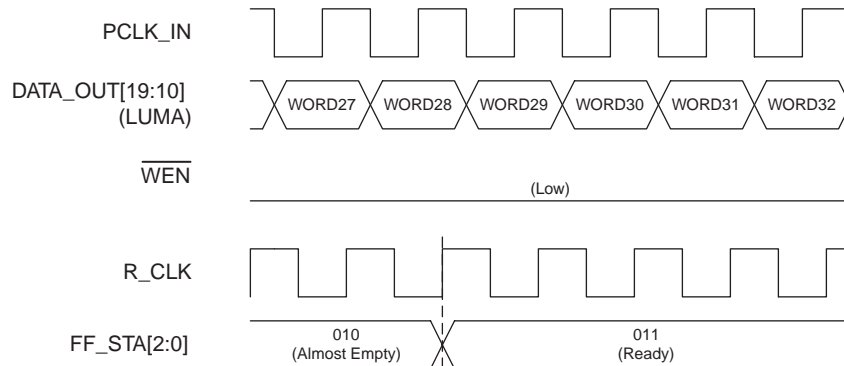 PCLK_IN
DATA_OUT[19:10]
(LUMA)
WORD27 WORD28 WORD29 WORD30 WORD31 WORD32
WEN
(Low)
R_CLK
FF_STA[2:0]
010
(Almost Empty)
011
(Ready)